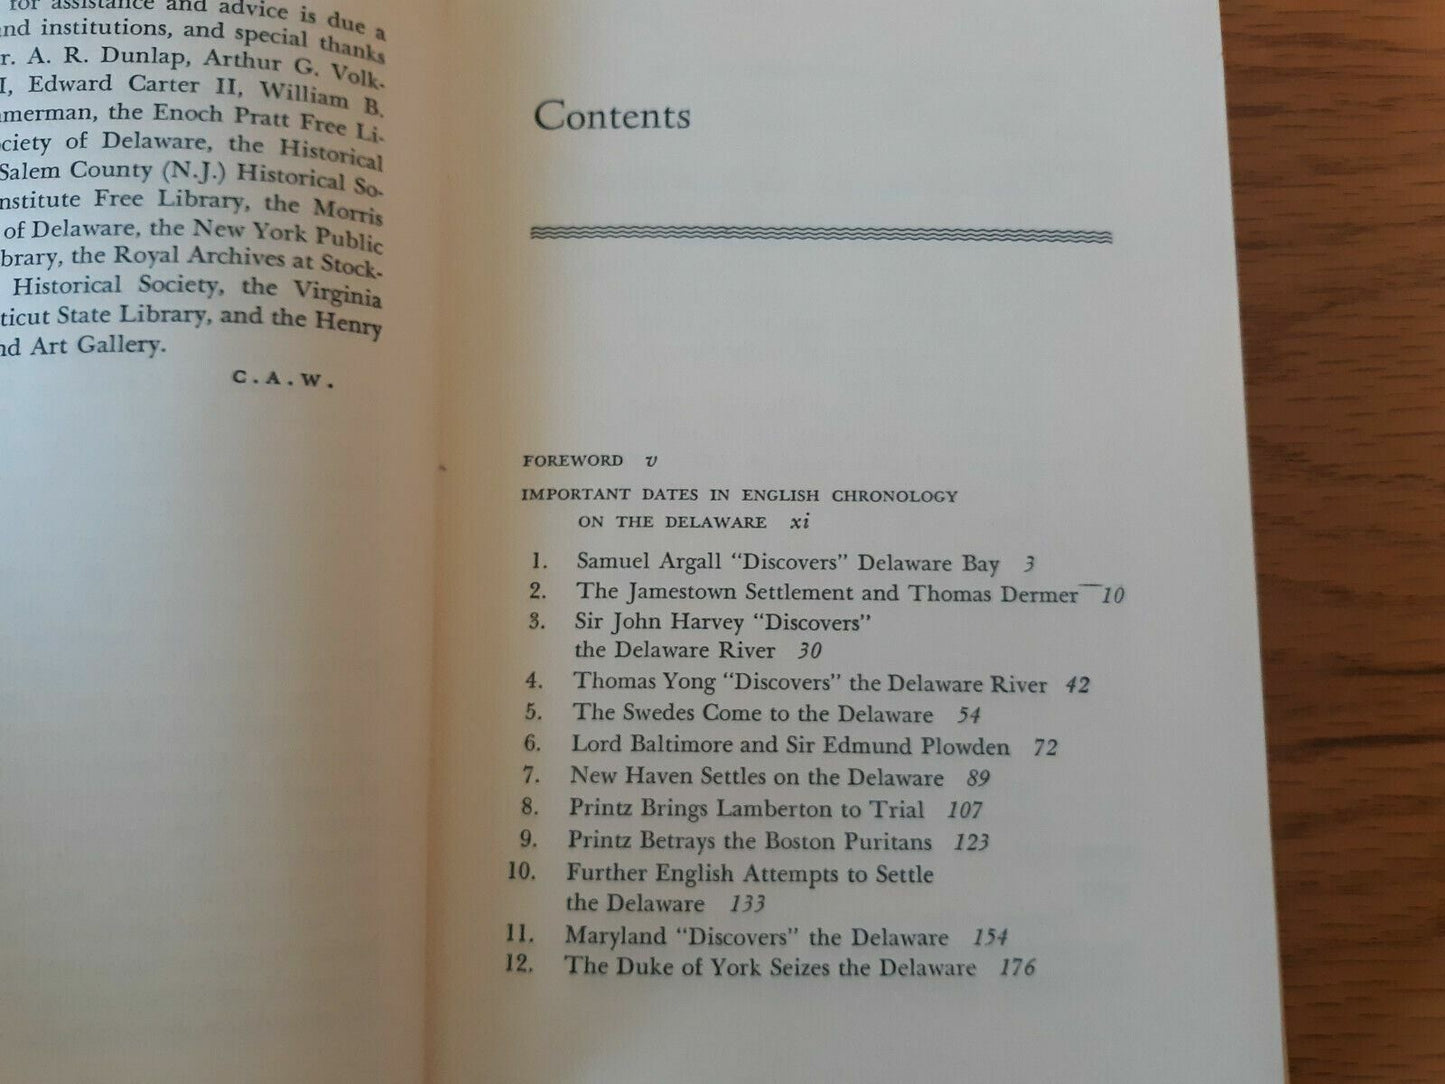 for assistance and advice is due a
and institutions, and special thanks
r. A. R. Dunlap, Arthur G. Volk-
I, Edward Carter II, William B.
merman, the Enoch Pratt Free Li-
ciety of Delaware, the Historical
Salem County (N.J.) Historical So-
nstitute Free Library, the Morris
of Delaware, the New York Public
brary, the Royal Archives at Stock-
Historical Society, the Virginia
ticut State Library, and the Henry
nd Art Gallery.
C.A.W.
Contents
FOREWORD v
IMPORTANT DATES IN ENGLISH CHRONOLOGY
ON THE DELAWARE xi
1. Samuel Argall "Discovers" Delaware Bay 3
2. The Jamestown Settlement and Thomas Dermer 10
3. Sir John Harvey "Discovers"
the Delaware River 30
4. Thomas Yong "Discovers" the Delaware River 42
5. The Swedes Come to the Delaware 54
6. Lord Baltimore and Sir Edmund Plowden 72
7. New Haven Settles on the Delaware 89
8. Printz Brings Lamberton to Trial 107
9. Printz Betrays the Boston Puritans 123
10. Further English Attempts to Settle
the Delaware 133
11. Maryland "Discovers" the Delaware 154
12. The Duke of York Seizes the Delaware 176